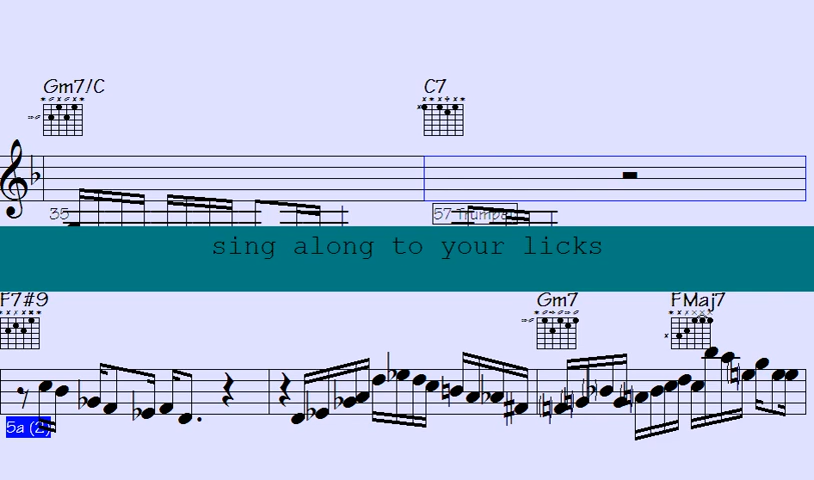 Gm7/C C7
35 57 Trumpet
sing along to your licks
F7#9 Gm7 FMaj7
5a (2)